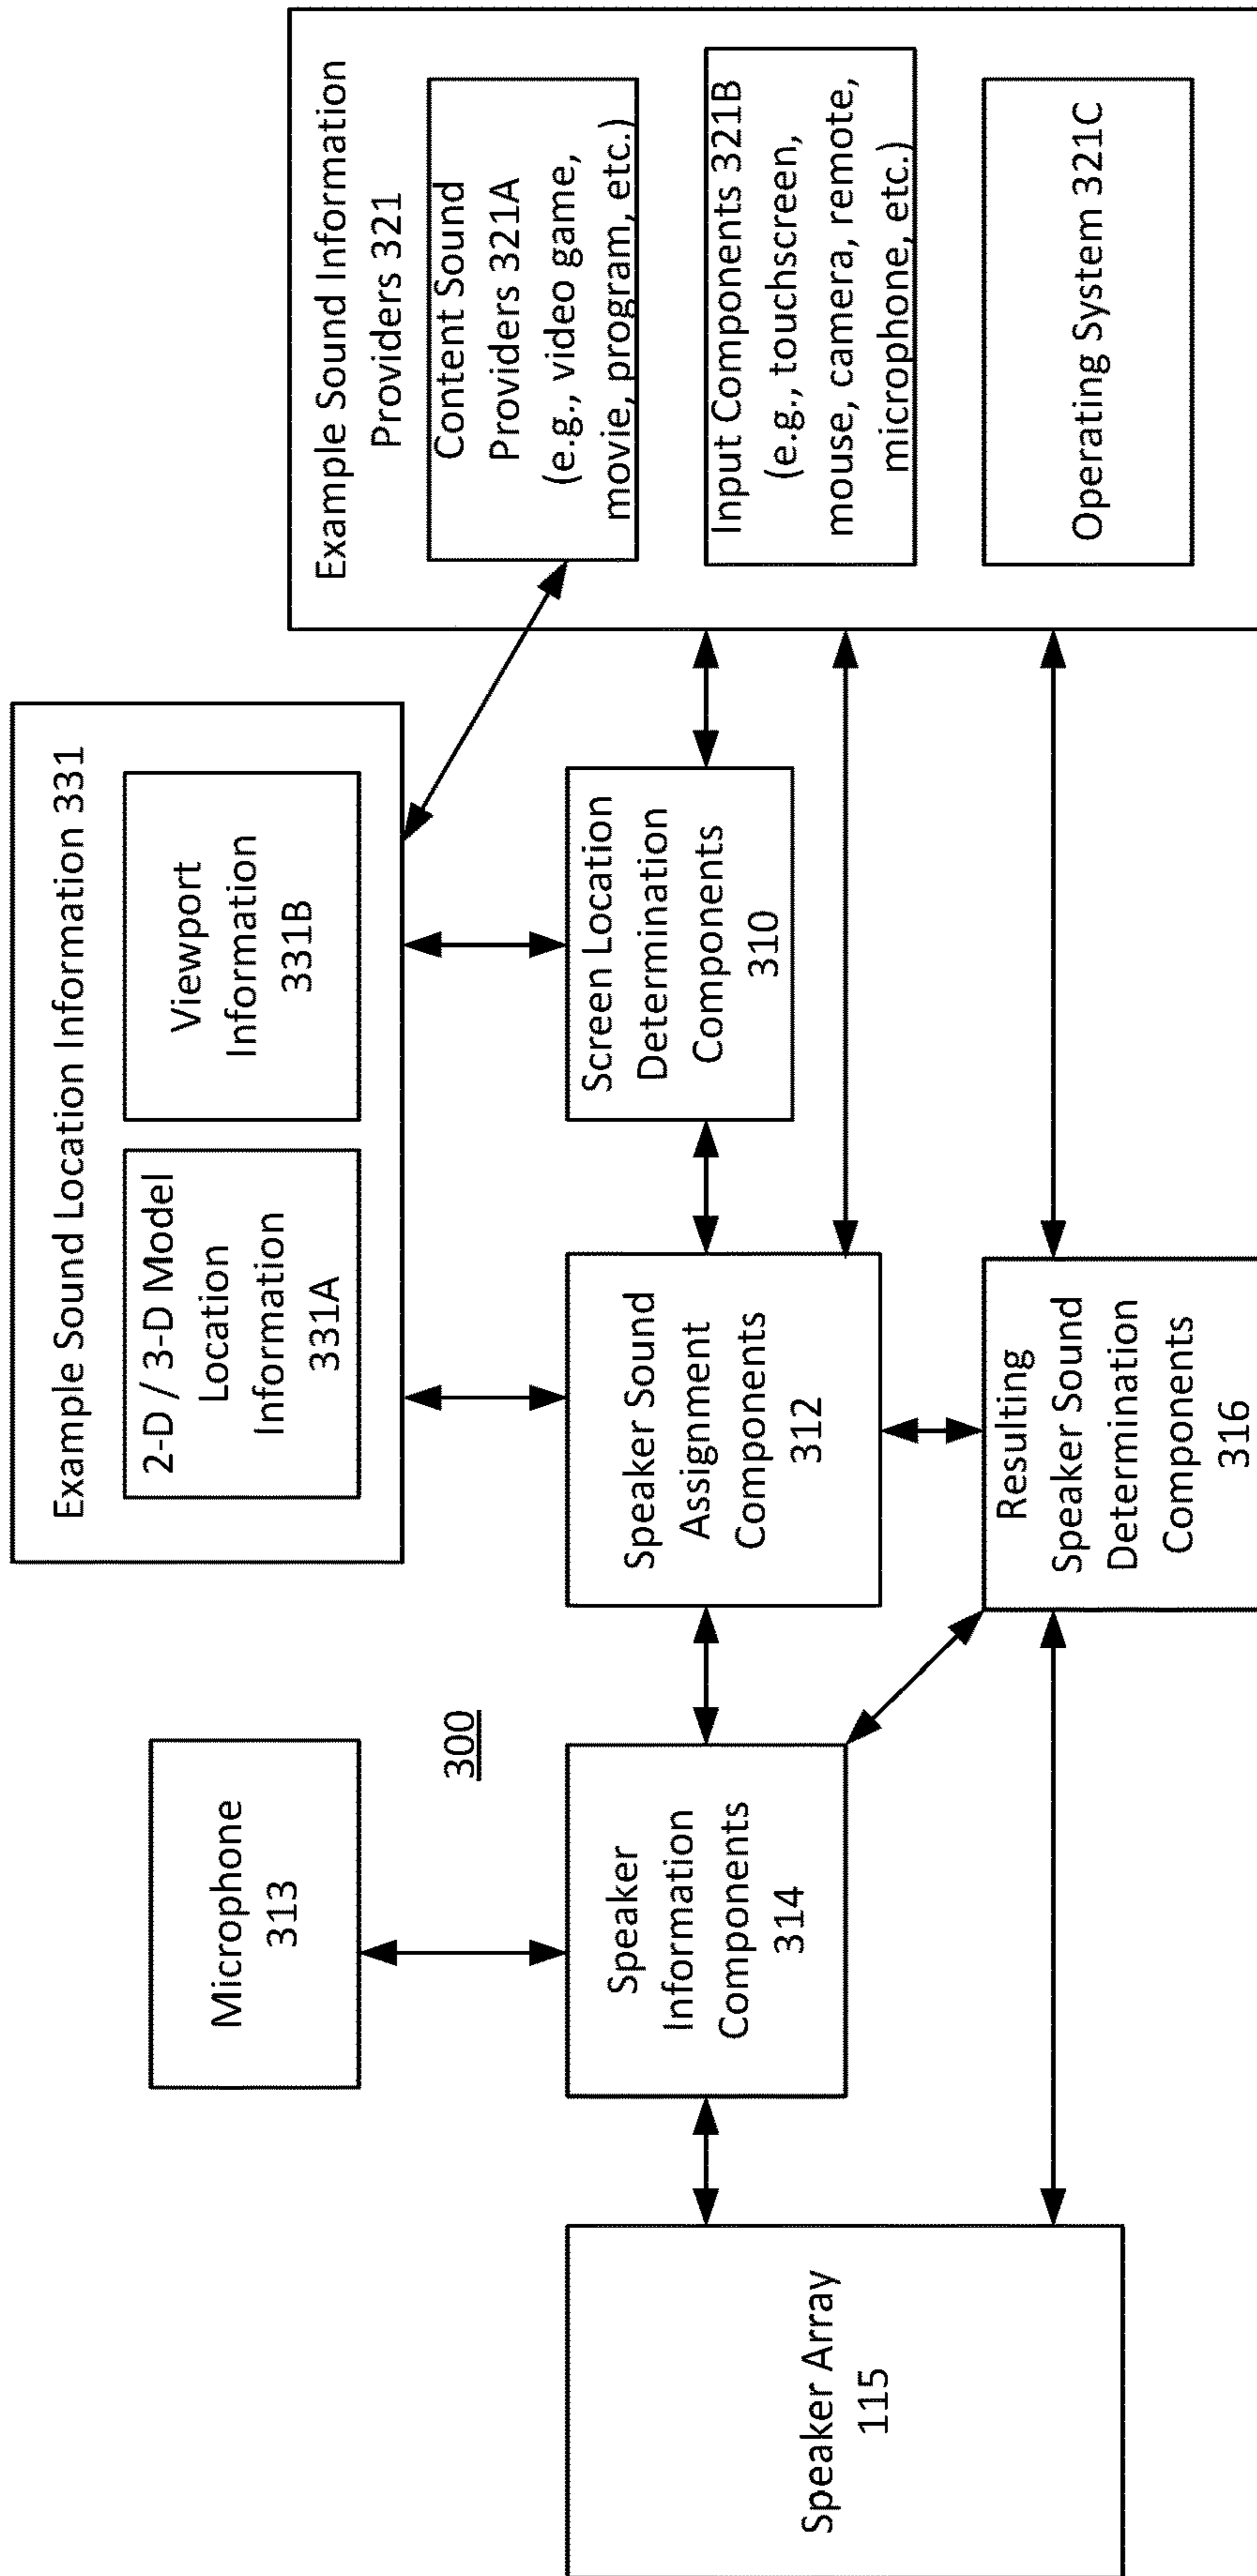 Microphone
313
300
Example Sound Location Information 331
2-D / 3-D Model
Location
Information
331A
Viewport
Information
331B
Example Sound Information
Providers 321
Content Sound
Providers 321A
(e.g., video game,
movie, program, etc.)
Input Components 321B
(e.g., touchscreen,
mouse, camera, remote,
microphone, etc.)
Operating System 321C
Speaker Array
115
Speaker
Information
Components
314
Speaker Sound
Assignment
Components
312
Screen Location
Determination
Components
310
Resulting
Speaker Sound
Determination
Components
316